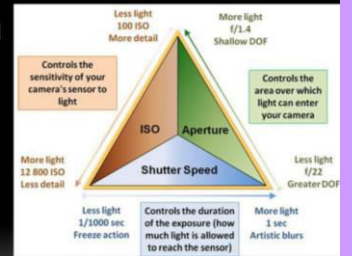 Less light
100 ISO
More detail
More light
f/1.4
Shallow DOF
Controls the
sensitivity of your
camera's sensor to
light
Controls the
area over which
light can enter
your camera
ISO
Aperture
Shutter Speed
More light
12 800 ISO
Less detail
Less light
f/22
Greater DOF
Less light
1/1000 sec
Freeze action
Controls the duration
of the exposure (how
much light is allowed
to reach the sensor)
More light
1 sec
Artistic blurs